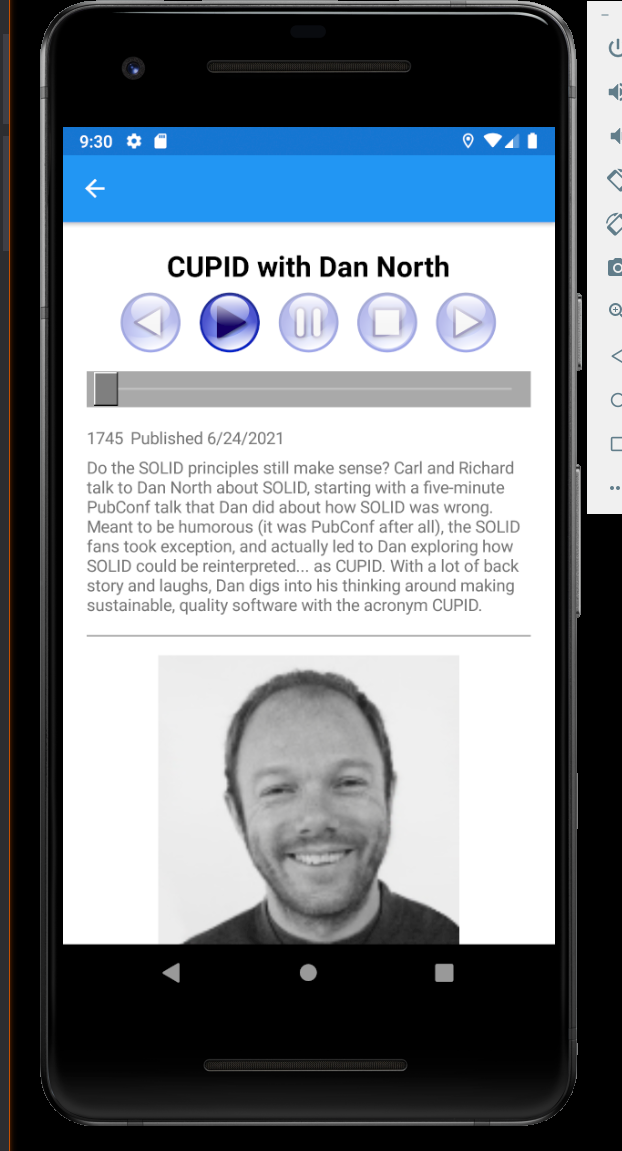 9:30
CUPID with Dan North
1745 Published 6/24/2021
Do the SOLID principles still make sense? Carl and Richard
talk to Dan North about SOLID, starting with a five-minute
PubConf talk that Dan did about how SOLID was wrong.
Meant to be humorous (it was PubConf after all), the SOLID
fans took exception, and actually led to Dan exploring how
SOLID could be reinterpreted... as CUPID. With a lot of back
story and laughs, Dan digs into his thinking around making
sustainable, quality software with the acronym CUPID.